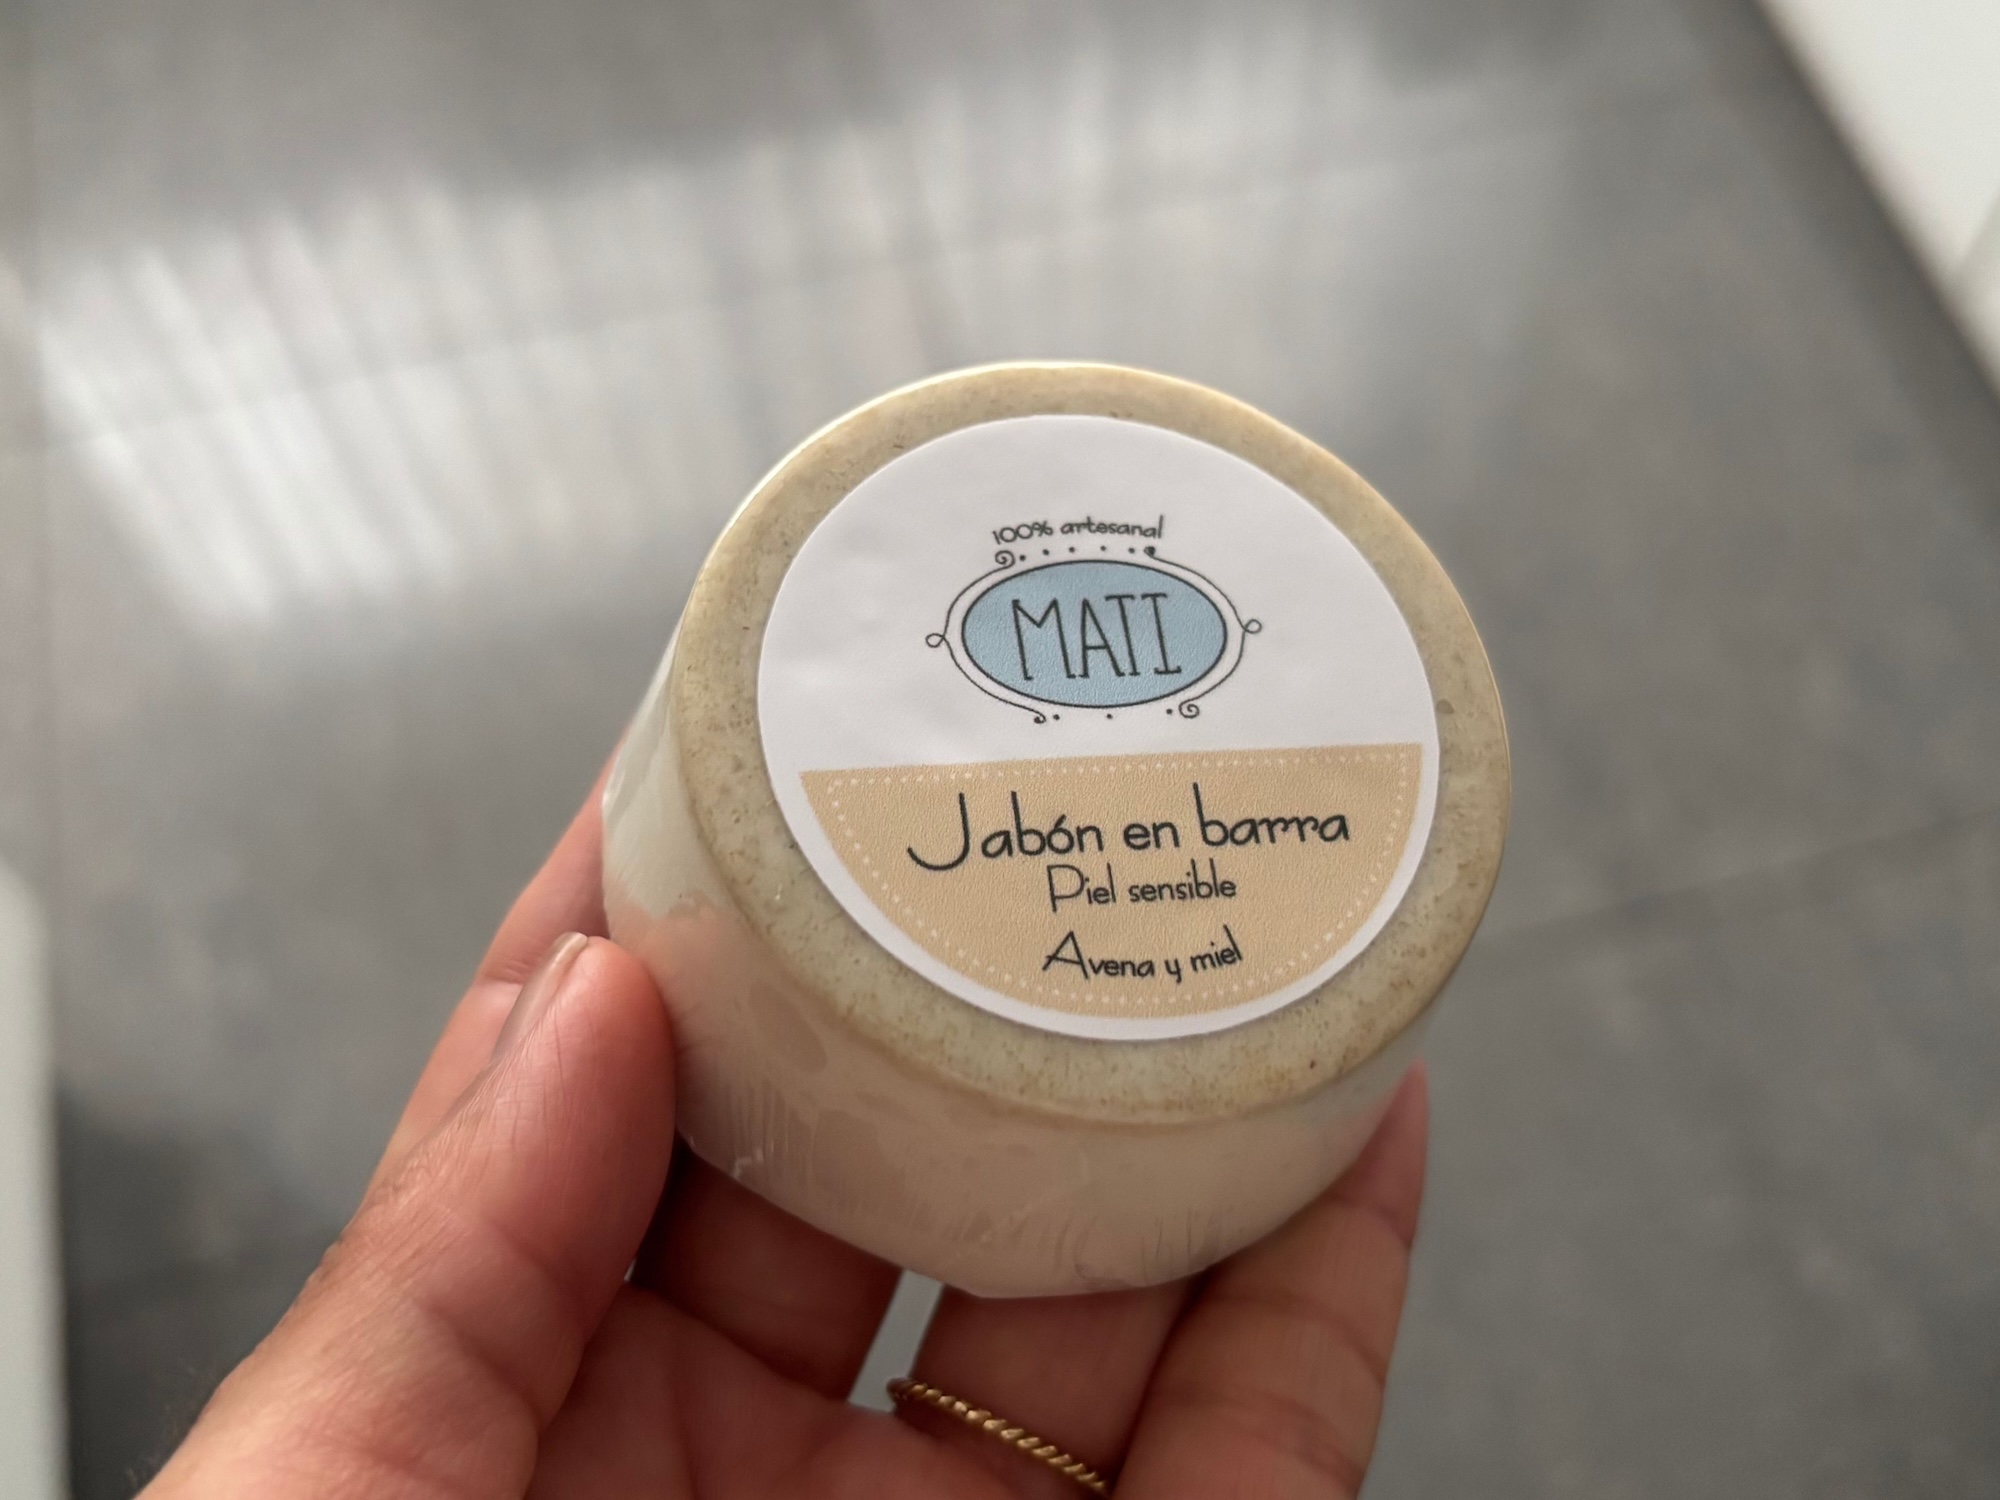 100% artesanal
MATI
Jabón en barra
Piel sensible
Avena y miel